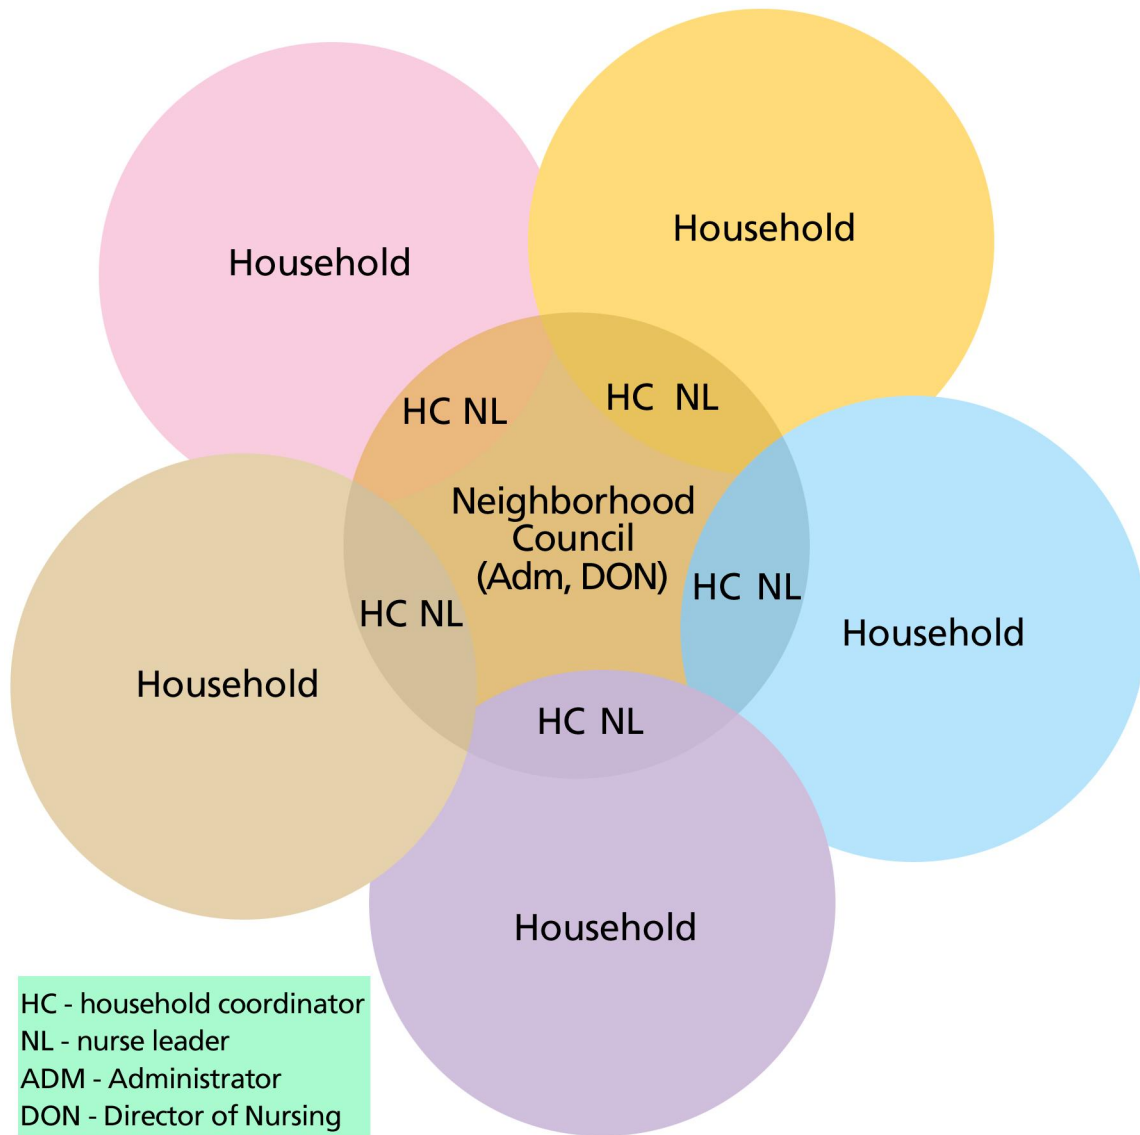 Household
Household
HC NL
HC NL
Neighborhood
Council
(Adm, DON)
HC NL
HC NL
Household
Household
HC NL
Household
HC - household coordinator
NL - nurse leader
ADM - Administrator
DON - Director of Nursing